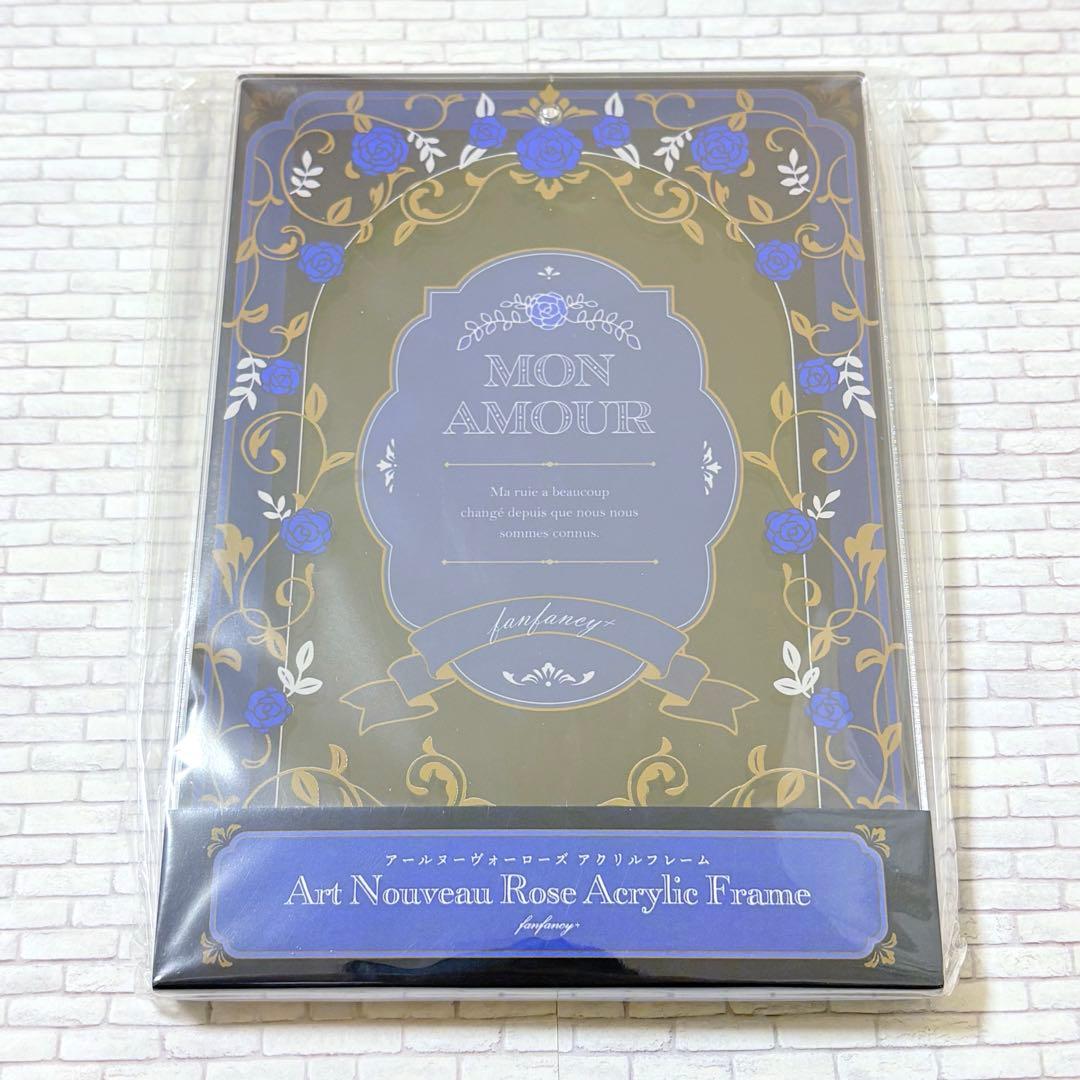 MON
AMOUR
Ma ruie a beaucoup
changé depuis que nous nous
sommes connus.
fanfancy+
アールヌーヴォーローズ アクリルフレーム
Art Nouveau Rose Acrylic Frame
fanfancy+